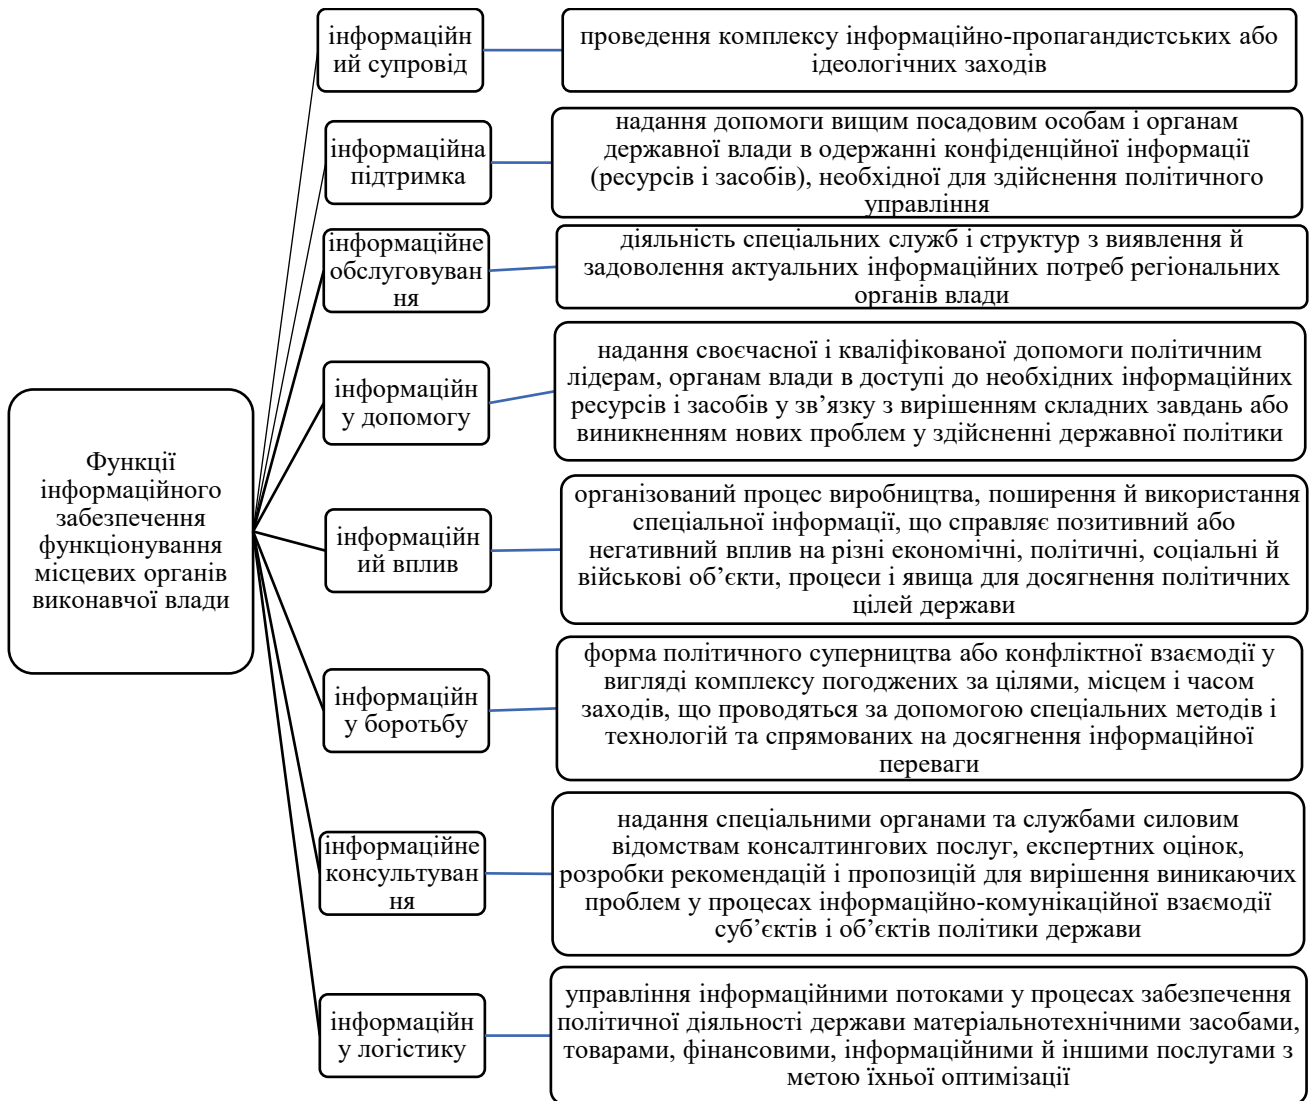 Функції
інформаційного
забезпечення
функціонування
місцевих органів
виконавчої влади
інформаційн
ий супровід
проведення комплексу інформаційно-пропагандистських або
ідеологічних заходів
інформаційна
підтримка
надання допомоги вищим посадовим особам і органам
державної влади в одержанні конфіденційної інформації
(ресурсів і засобів), необхідної для здійснення політичного
управління
інформаційне
обслуговуван
ня
діяльність спеціальних служб і структур з виявлення й
задоволення актуальних інформаційних потреб регіональних
органів влади
інформаційн
у допомогу
надання своєчасної і кваліфікованої допомоги політичним
лідерам, органам влади в доступі до необхідних інформаційних
ресурсів і засобів у зв’язку з вирішенням складних завдань або
виникненням нових проблем у здійсненні державної політики
інформаційн
ий вплив
організований процес виробництва, поширення й використання
спеціальної інформації, що справляє позитивний або
негативний вплив на різні економічні, політичні, соціальні й
військові об’єкти, процеси і явища для досягнення політичних
цілей держави
інформаційн
у боротьбу
форма політичного суперництва або конфліктної взаємодії у
вигляді комплексу погоджених за цілями, місцем і часом
заходів, що проводяться за допомогою спеціальних методів і
технологій та спрямованих на досягнення інформаційної
переваги
інформаційне
консультуван
ня
надання спеціальними органами та службами силовим
відомствам консалтингових послуг, експертних оцінок,
розробки рекомендацій і пропозицій для вирішення виникаючих
проблем у процесах інформаційно-комунікаційної взаємодії
суб’єктів і об’єктів політики держави
інформаційн
у логістику
управління інформаційними потоками у процесах забезпечення
політичної діяльності держави матеріальнотехнічними засобами,
товарами, фінансовими, інформаційними й іншими послугами з
метою їхньої оптимізації